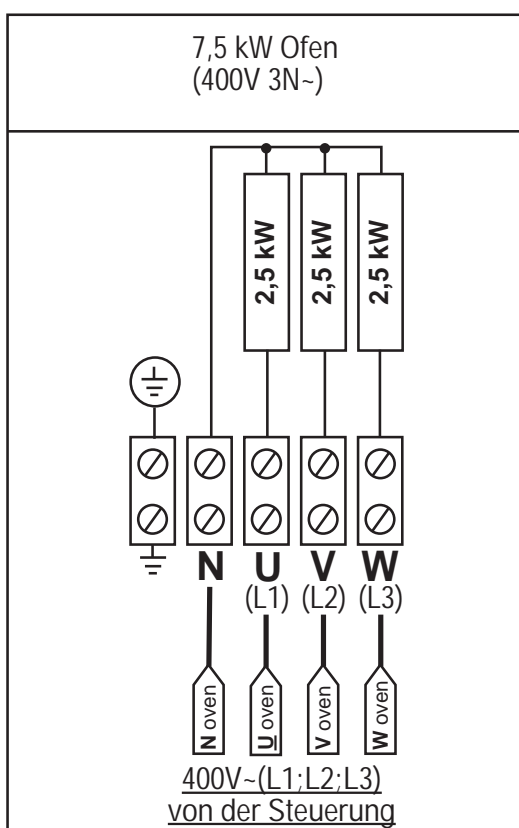 7,5 kW Ofen
(400V 3N~)
2,5 kW
2,5 kW
2,5 kW
N U V W
(L1) (L2) (L3)
N oven
U oven
V oven
W oven
400V~(L1;L2;L3)
von der Steuerung